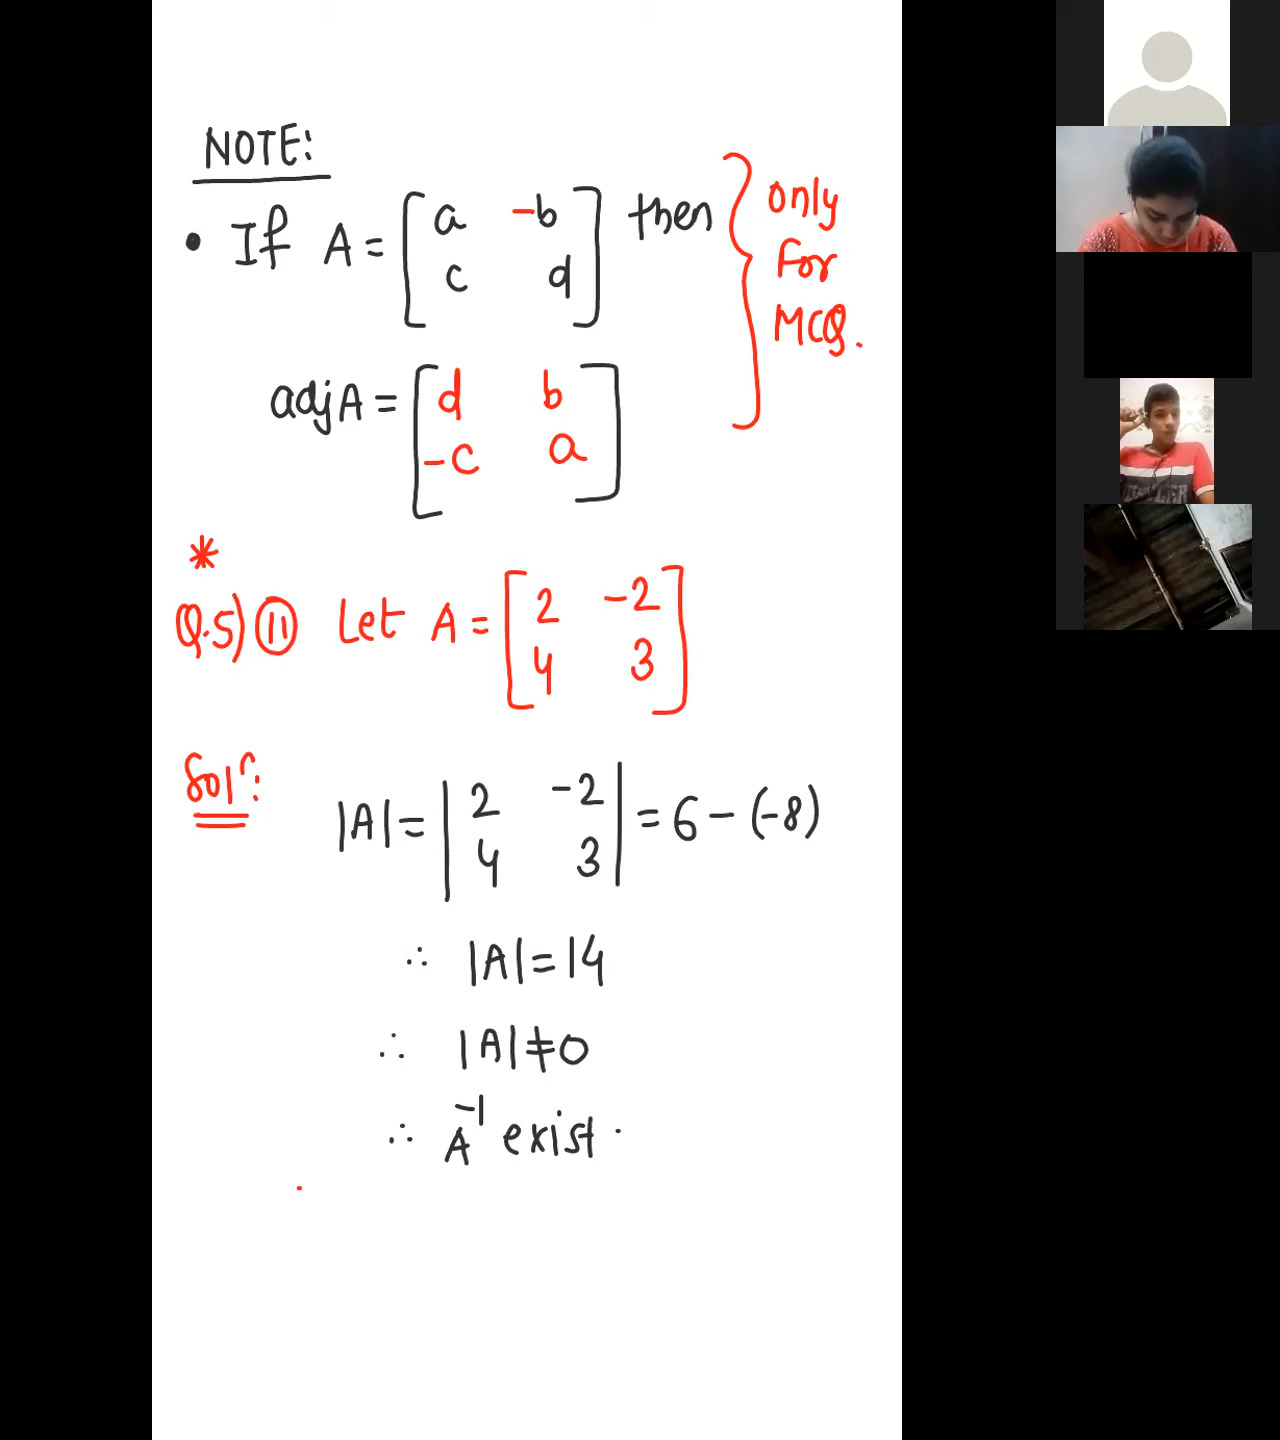 NOTE:
• If A = [ a -b
c d ] then
adj A = [ d b
-c a ]
} Only
For
MCQ.
*
Q.5) ⑪ Let A = [ 2 -2
4 3 ]
Solⁿ:
|A| = | 2 -2
4 3 | = 6 - (-8)
∴ |A| = 14
∴ |A| ≠ 0
∴ A⁻¹ exist .